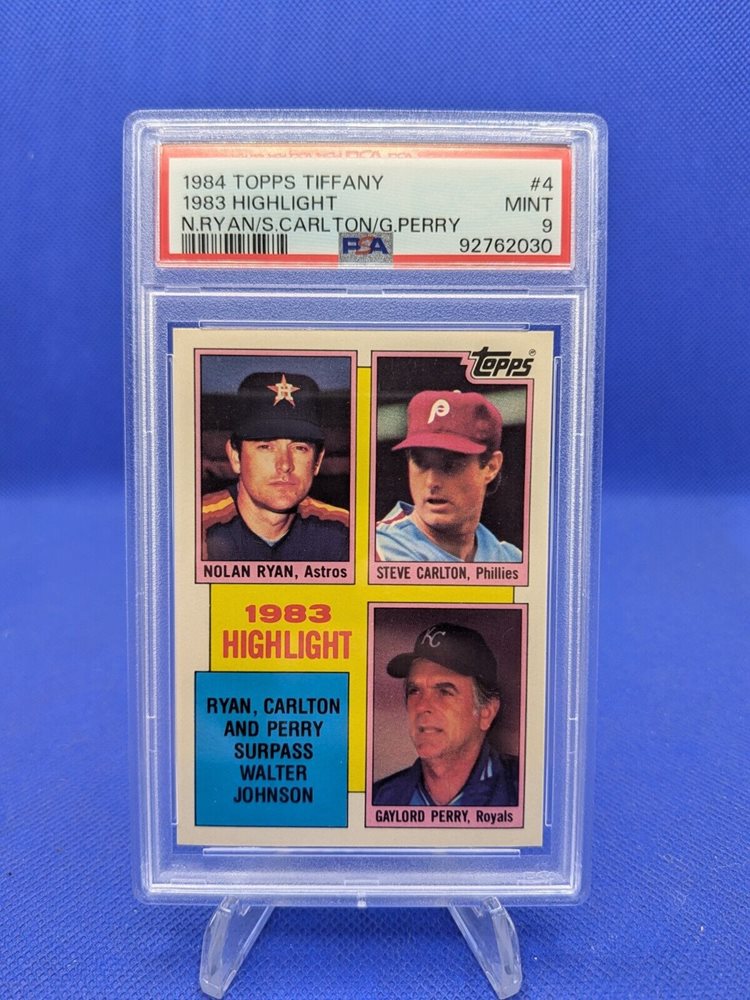 1984 TOPPS TIFFANY #4
1983 HIGHLIGHT MINT
N.RYAN/S.CARLTON/G.PERRY 9
PSA 92762030
TOPPS
H
P
NOLAN RYAN, Astros
STEVE CARLTON, Phillies
1983
HIGHLIGHT
KC
RYAN, CARLTON
AND PERRY
SURPASS
WALTER
JOHNSON
GAYLORD PERRY, Royals